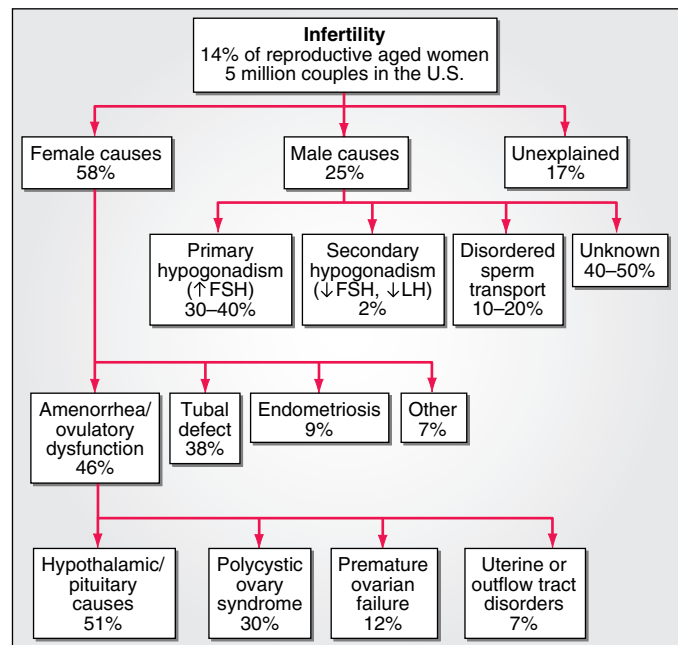 Infertility
14% of reproductive aged women
5 million couples in the U.S.
Female causes
58%
Male causes
25%
Unexplained
17%
Primary
hypogonadism
(↑FSH)
30–40%
Secondary
hypogonadism
(↓FSH, ↓LH)
2%
Disordered
sperm
transport
10–20%
Unknown
40–50%
Amenorrhea/
ovulatory
dysfunction
46%
Tubal
defect
38%
Endometriosis
9%
Other
7%
Hypothalamic/
pituitary
causes
51%
Polycystic
ovary
syndrome
30%
Premature
ovarian
failure
12%
Uterine or
outflow tract
disorders
7%